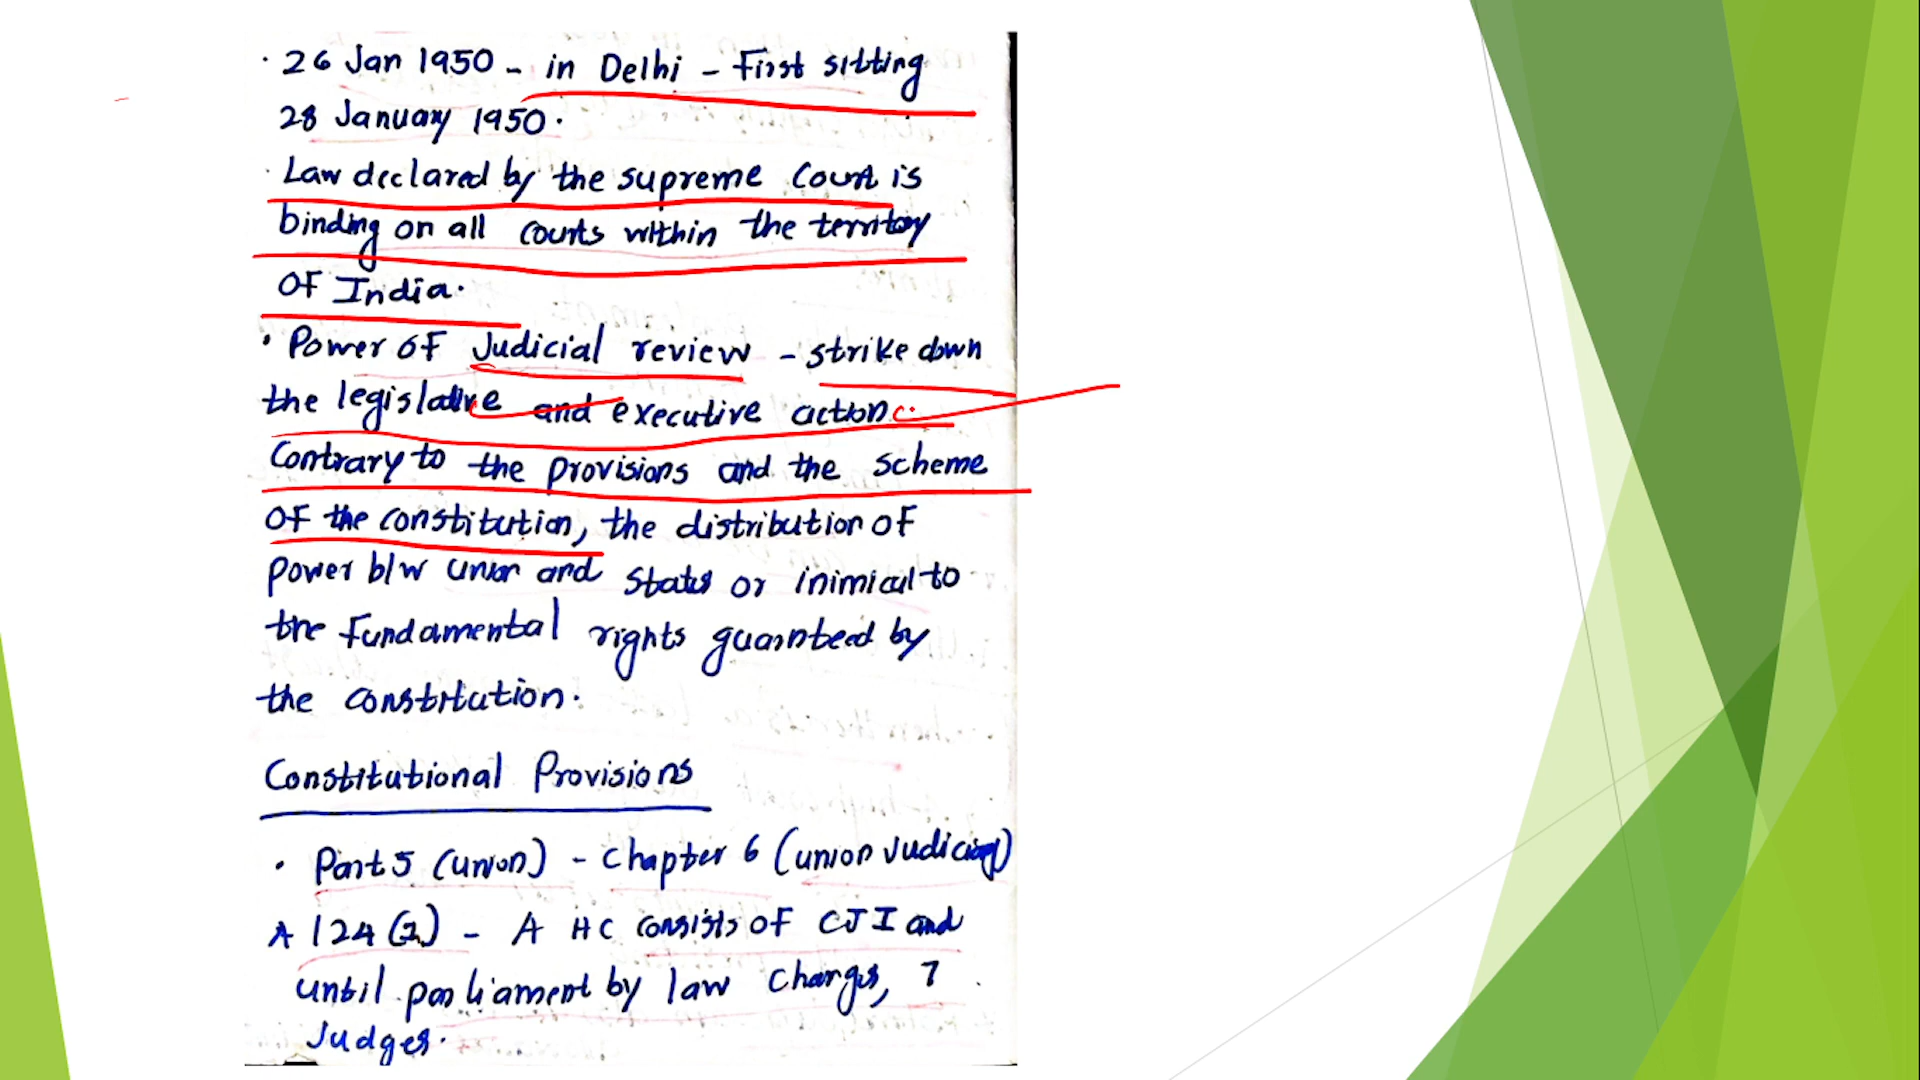 · 26 Jan 1950 - in Delhi - First sitting
28 January 1950.
· Law declared by the supreme Court is
binding on all courts within the territory
OF India.
· Power OF Judicial review - strike down
the legislative and executive action
Contrary to the provisions and the scheme
OF the constitution, the distribution OF
power b/w union and states or inimical to
the Fundamental rights guarnteed by
the constitution.
Constitutional Provisions
· Part 5 (union) - chapter 6 (union Judiciary)
A 124 (1) - A HC consists OF CJI and
until parliament by law changes, 7
Judges.